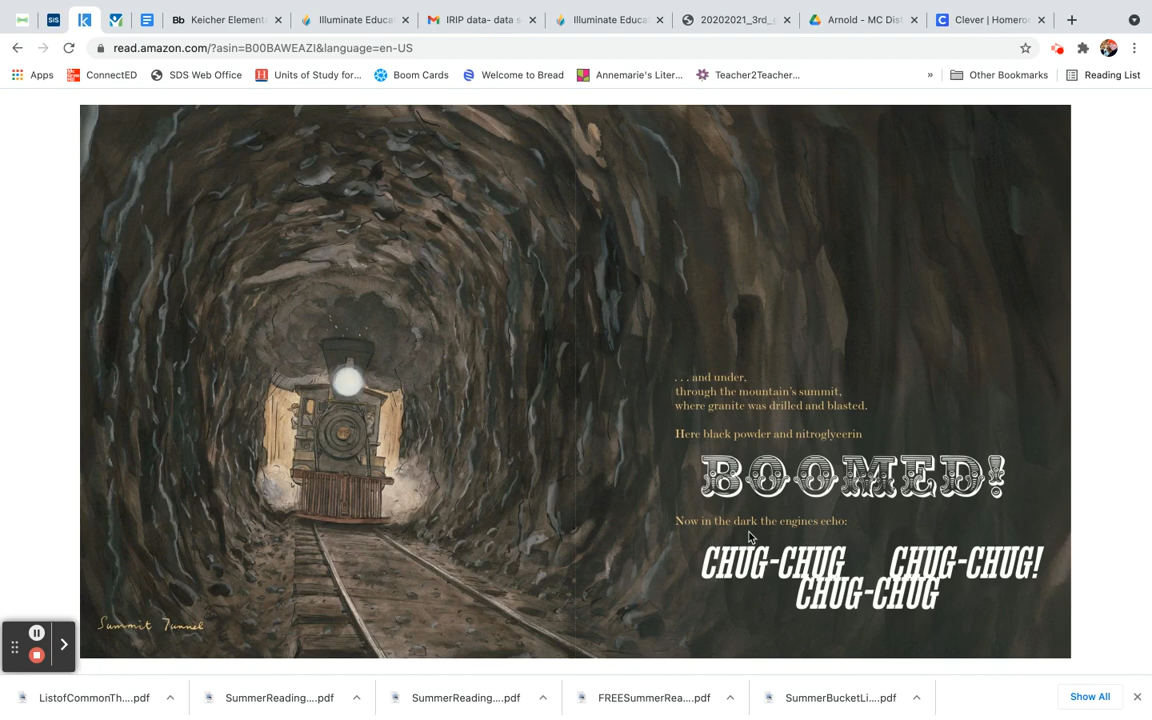 Keicher Elementa
Illuminate Educa
IRIP data- data s
Illuminate Educa
20202021_3rd_g
Arnold - MC Dist
Clever | Homeroo
read.amazon.com/?asin=B00BAWEAZI&language=en-US
Apps
ConnectED
SDS Web Office
Units of Study for...
Boom Cards
Welcome to Bread
Annemarie's Liter...
Teacher2Teacher...
»
Other Bookmarks
Reading List
. . . and under,
through the mountain's summit,
where granite was drilled and blasted.
Here black powder and nitroglycerin
BOOMED!
Now in the dark the engines echo:
CHUG-CHUG CHUG-CHUG!
CHUG-CHUG
Summit Tunnel
ListofCommonTh....pdf
SummerReading....pdf
SummerReading....pdf
FREESummerRea....pdf
SummerBucketLi....pdf
Show All